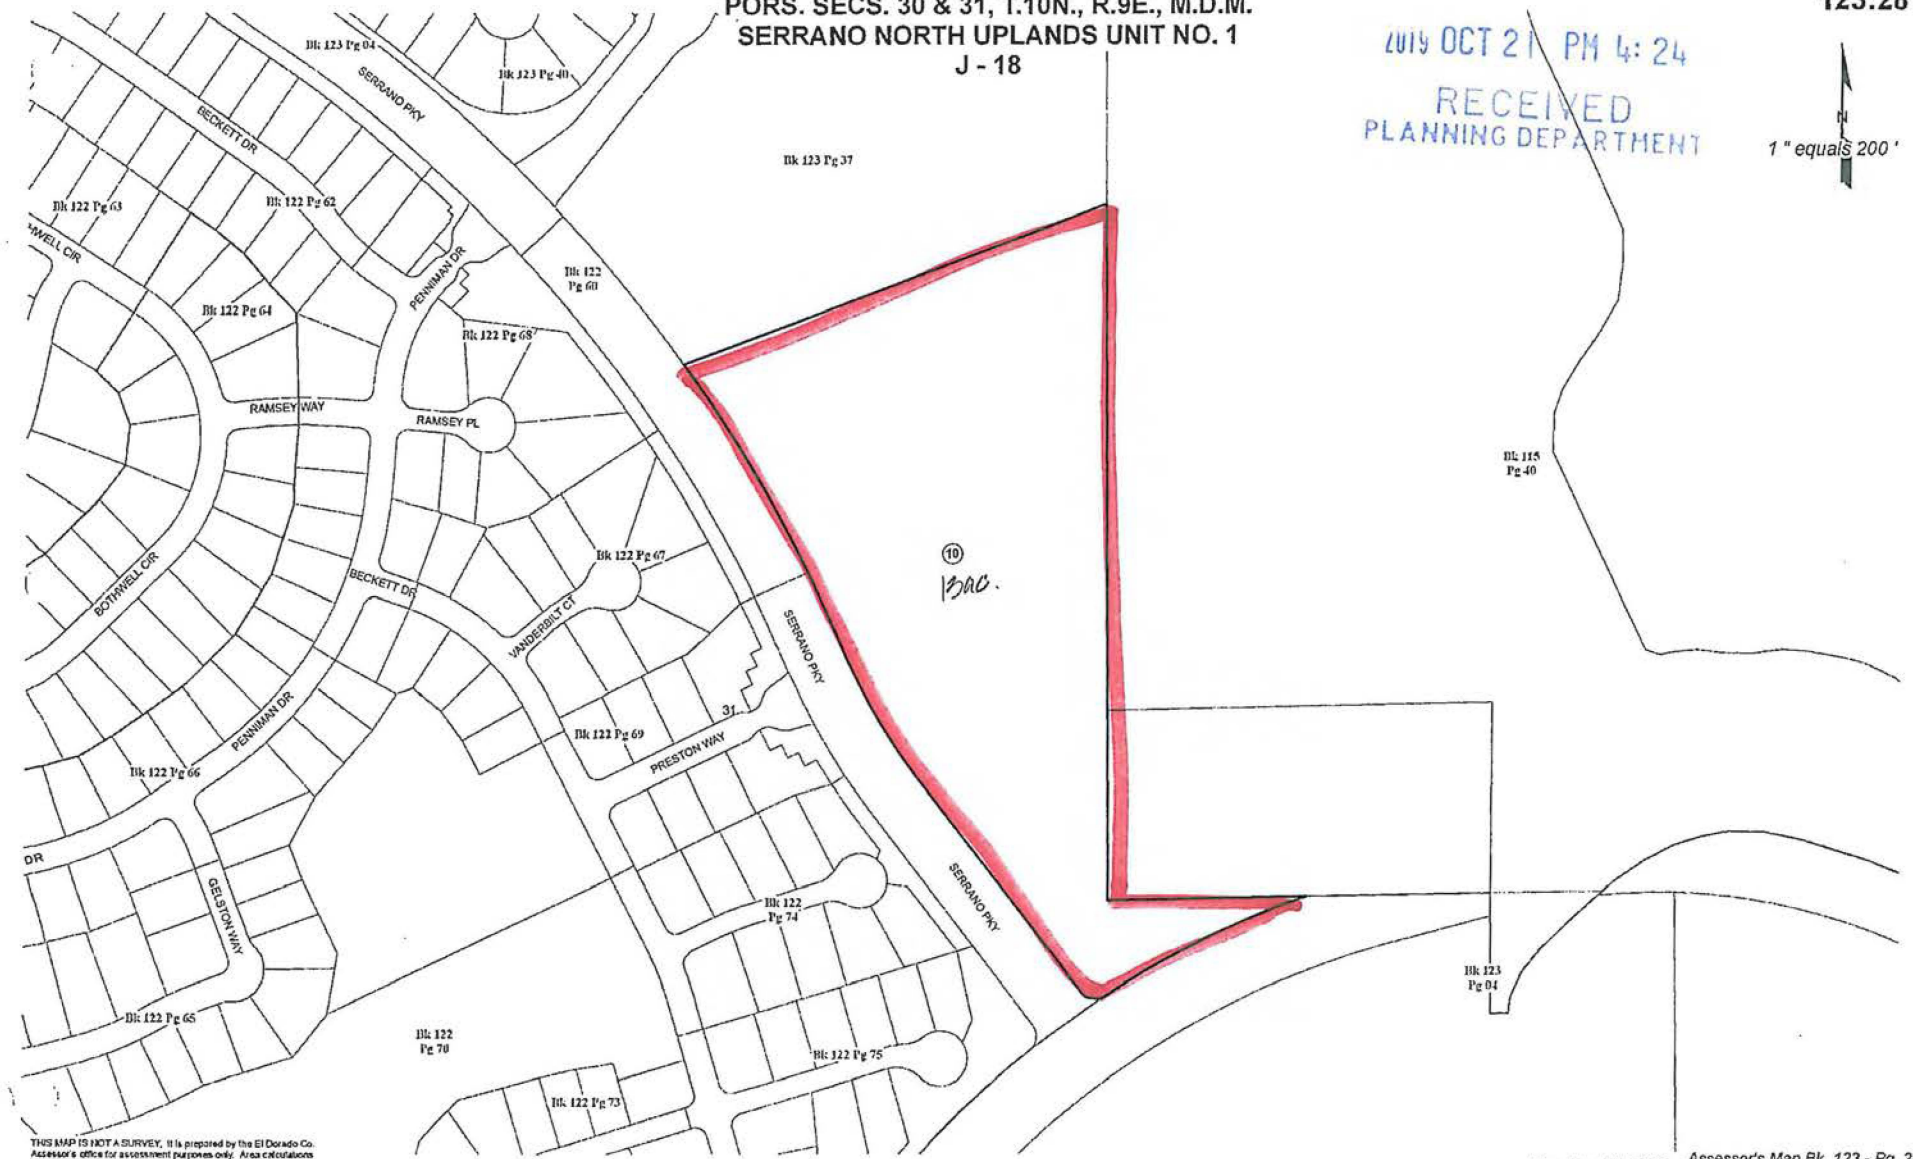 PORS. SECS. 30 & 31, T.10N., R.9E., M.D.M.
SERRANO NORTH UPLANDS UNIT NO. 1
J - 18
123:28
2019 OCT 21 PM 4:24
RECEIVED
PLANNING DEPARTMENT
N
1 " equals 200 '
Bk 123 Pg 04
Bk 123 Pg 40
SERRANO PKY
BECKETT DR
Bk 123 Pg 37
Bk 122 Pg 63
Bk 122 Pg 62
PENNIMAN DR
Bk 122
Pg 60
Bk 122 Pg 64
Bk 122 Pg 68
RAMSEY WAY
RAMSEY PL
Bk 115
Pg 40
10
Bk 122 Pg 67
BOTHWELL CIR
BECKETT DR
VANDERBILT CT
SERRANO PKY
31
Bk 122 Pg 69
PENNIMAN DR
PRESTON WAY
Bk 122 Pg 66
DR
GELSTON WAY
Bk 122
Pg 74
SERRANO PKY
Bk 123
Pg 04
Bk 122 Pg 65
Bk 122
Pg 70
Bk 122 Pg 75
Bk 122 Pg 73
THIS MAP IS NOT A SURVEY. It is prepared by the El Dorado Co.
Assessor's office for assessment purposes only. Area calculations
Assessor's Map Bk. 123 - Pg. 2